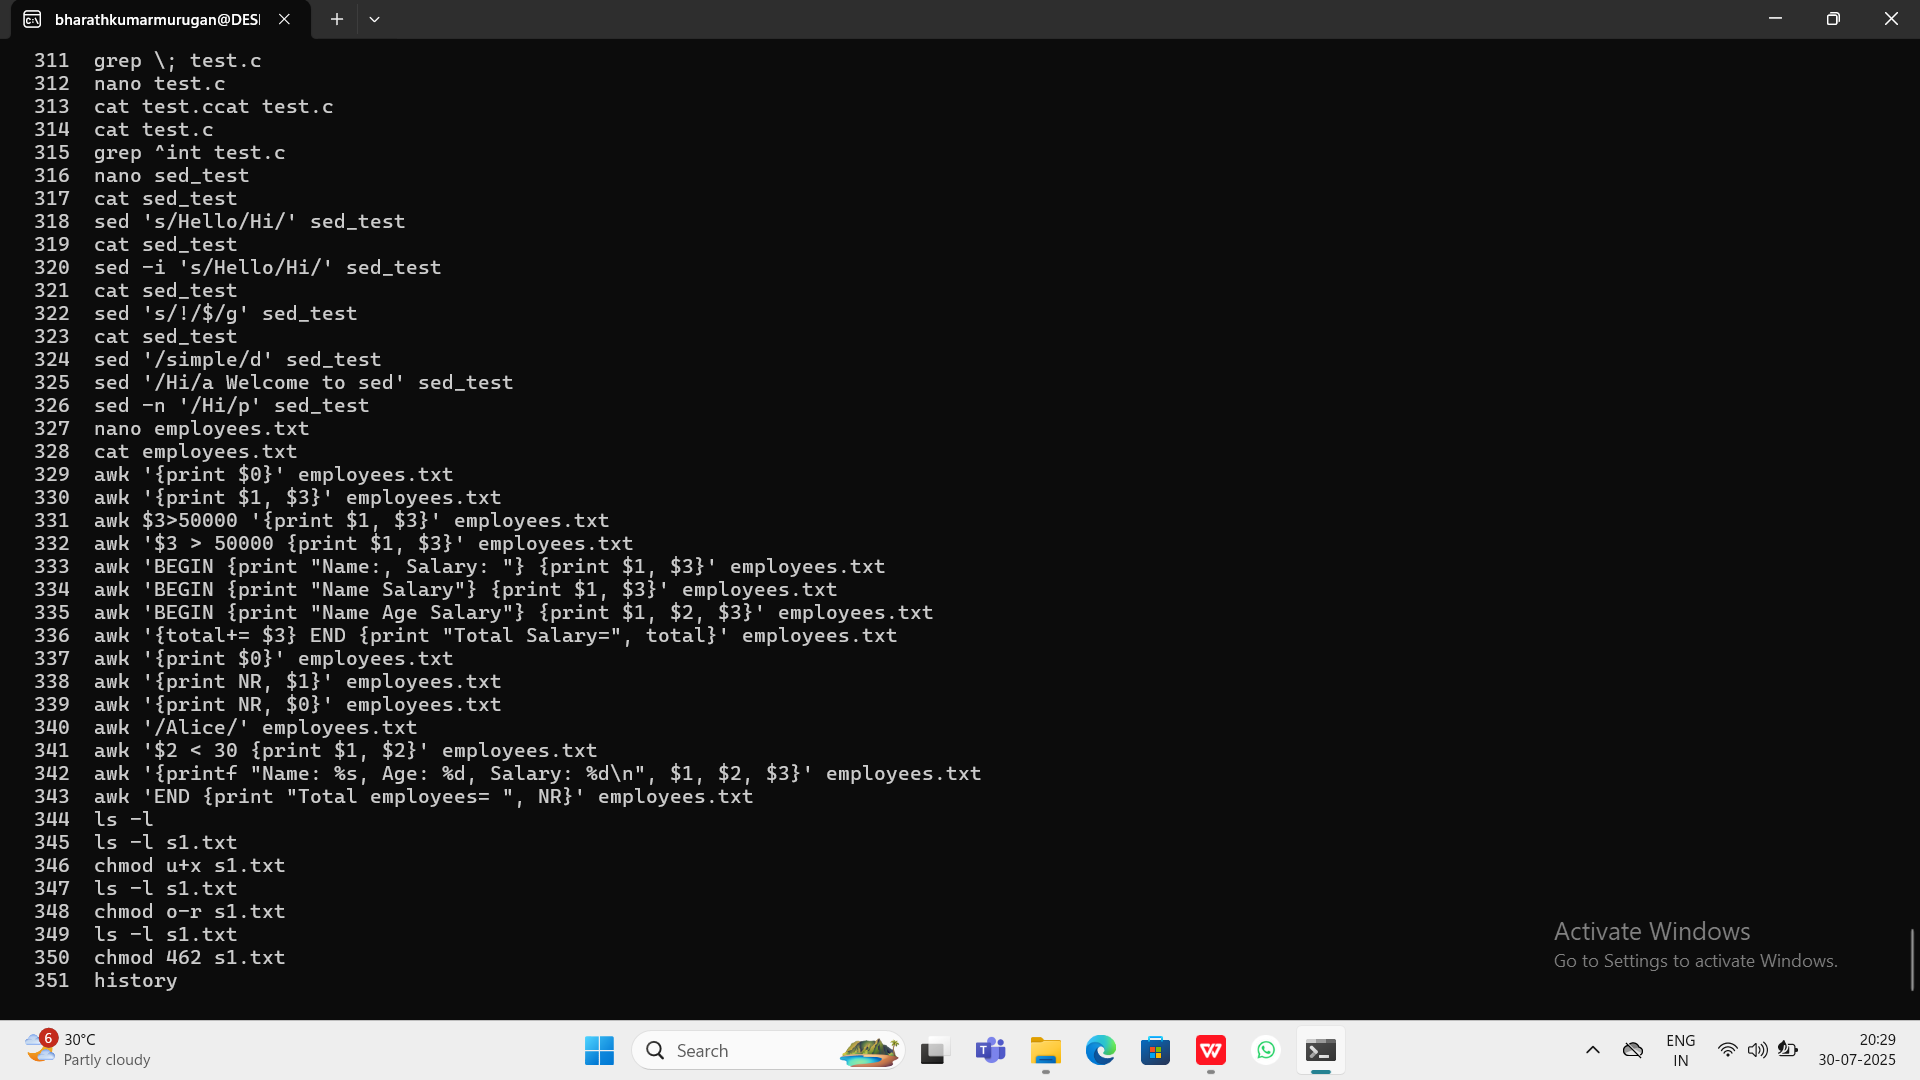 bharathkumarmurugan@DES
311 grep \; test.c
312 nano test.c
313 cat test.ccat test.c
314 cat test.c
315 grep ^int test.c
316 nano sed_test
317 cat sed_test
318 sed 's/Hello/Hi/' sed_test
319 cat sed_test
320 sed -i 's/Hello/Hi/' sed_test
321 cat sed_test
322 sed 's/!/$/g' sed_test
323 cat sed_test
324 sed '/simple/d' sed_test
325 sed '/Hi/a Welcome to sed' sed_test
326 sed -n '/Hi/p' sed_test
327 nano employees.txt
328 cat employees.txt
329 awk '{print $0}' employees.txt
330 awk '{print $1, $3}' employees.txt
331 awk $3>50000 '{print $1, $3}' employees.txt
332 awk '$3 > 50000 {print $1, $3}' employees.txt
333 awk 'BEGIN {print "Name:, Salary: "} {print $1, $3}' employees.txt
334 awk 'BEGIN {print "Name Salary"} {print $1, $3}' employees.txt
335 awk 'BEGIN {print "Name Age Salary"} {print $1, $2, $3}' employees.txt
336 awk '{total+= $3} END {print "Total Salary=", total}' employees.txt
337 awk '{print $0}' employees.txt
338 awk '{print NR, $1}' employees.txt
339 awk '{print NR, $0}' employees.txt
340 awk '/Alice/' employees.txt
341 awk '$2 < 30 {print $1, $2}' employees.txt
342 awk '{printf "Name: %s, Age: %d, Salary: %d\n", $1, $2, $3}' employees.txt
343 awk 'END {print "Total employees= ", NR}' employees.txt
344 ls -l
345 ls -l s1.txt
346 chmod u+x s1.txt
347 ls -l s1.txt
348 chmod o-r s1.txt
349 ls -l s1.txt
350 chmod 462 s1.txt
351 history
Activate Windows
Go to Settings to activate Windows.
6
30°C
Partly cloudy
Search
ENG
IN
20:29
30-07-2025